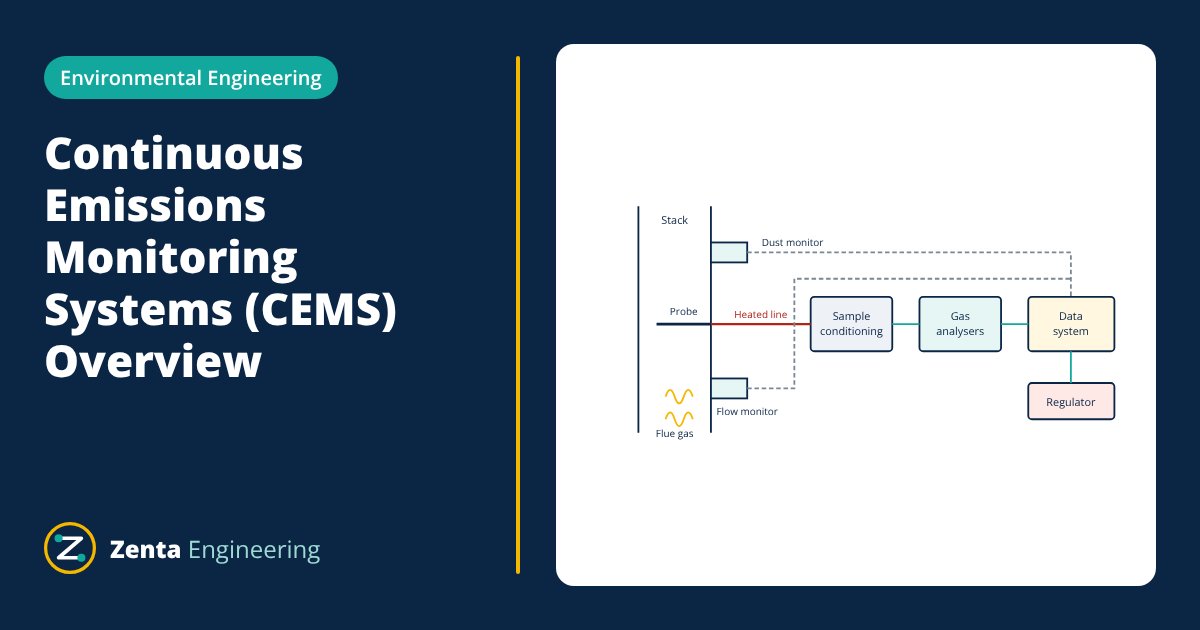 Environmental Engineering
Continuous
Emissions
Monitoring
Systems (CEMS)
Overview
Zenta Engineering
Stack
Dust monitor
Probe
Heated line
Sample
conditioning
Gas
analysers
Data
system
Regulator
Flow monitor
Flue gas